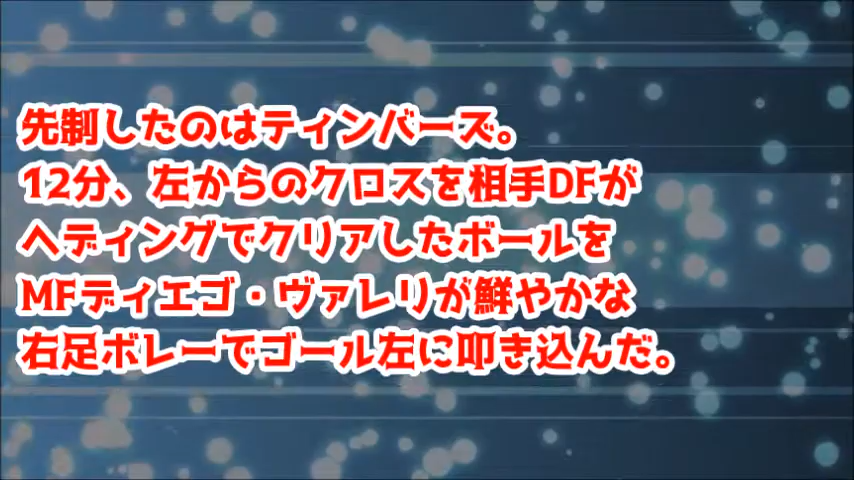 先制したのはティンバーズ。
12分、左からのクロスを相手DFが
ヘディングでクリアしたボールを
MFディエゴ・ヴァレリが鮮やかな
右足ボレーでゴール左に叩き込んだ。